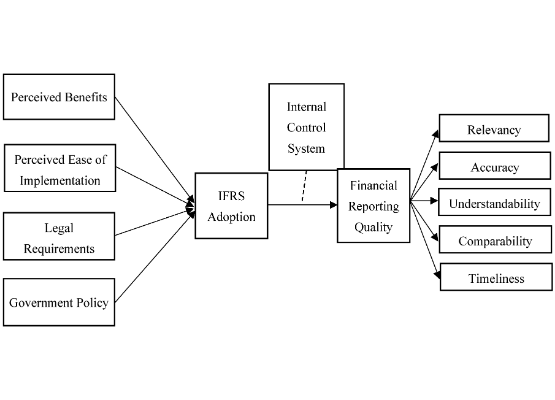 Perceived Benefits
Perceived Ease of
Implementation
Legal
Requirements
Government Policy
IFRS
Adoption
Internal
Control
System
Financial
Reporting
Quality
Relevancy
Accuracy
Understandability
Comparability
Timeliness